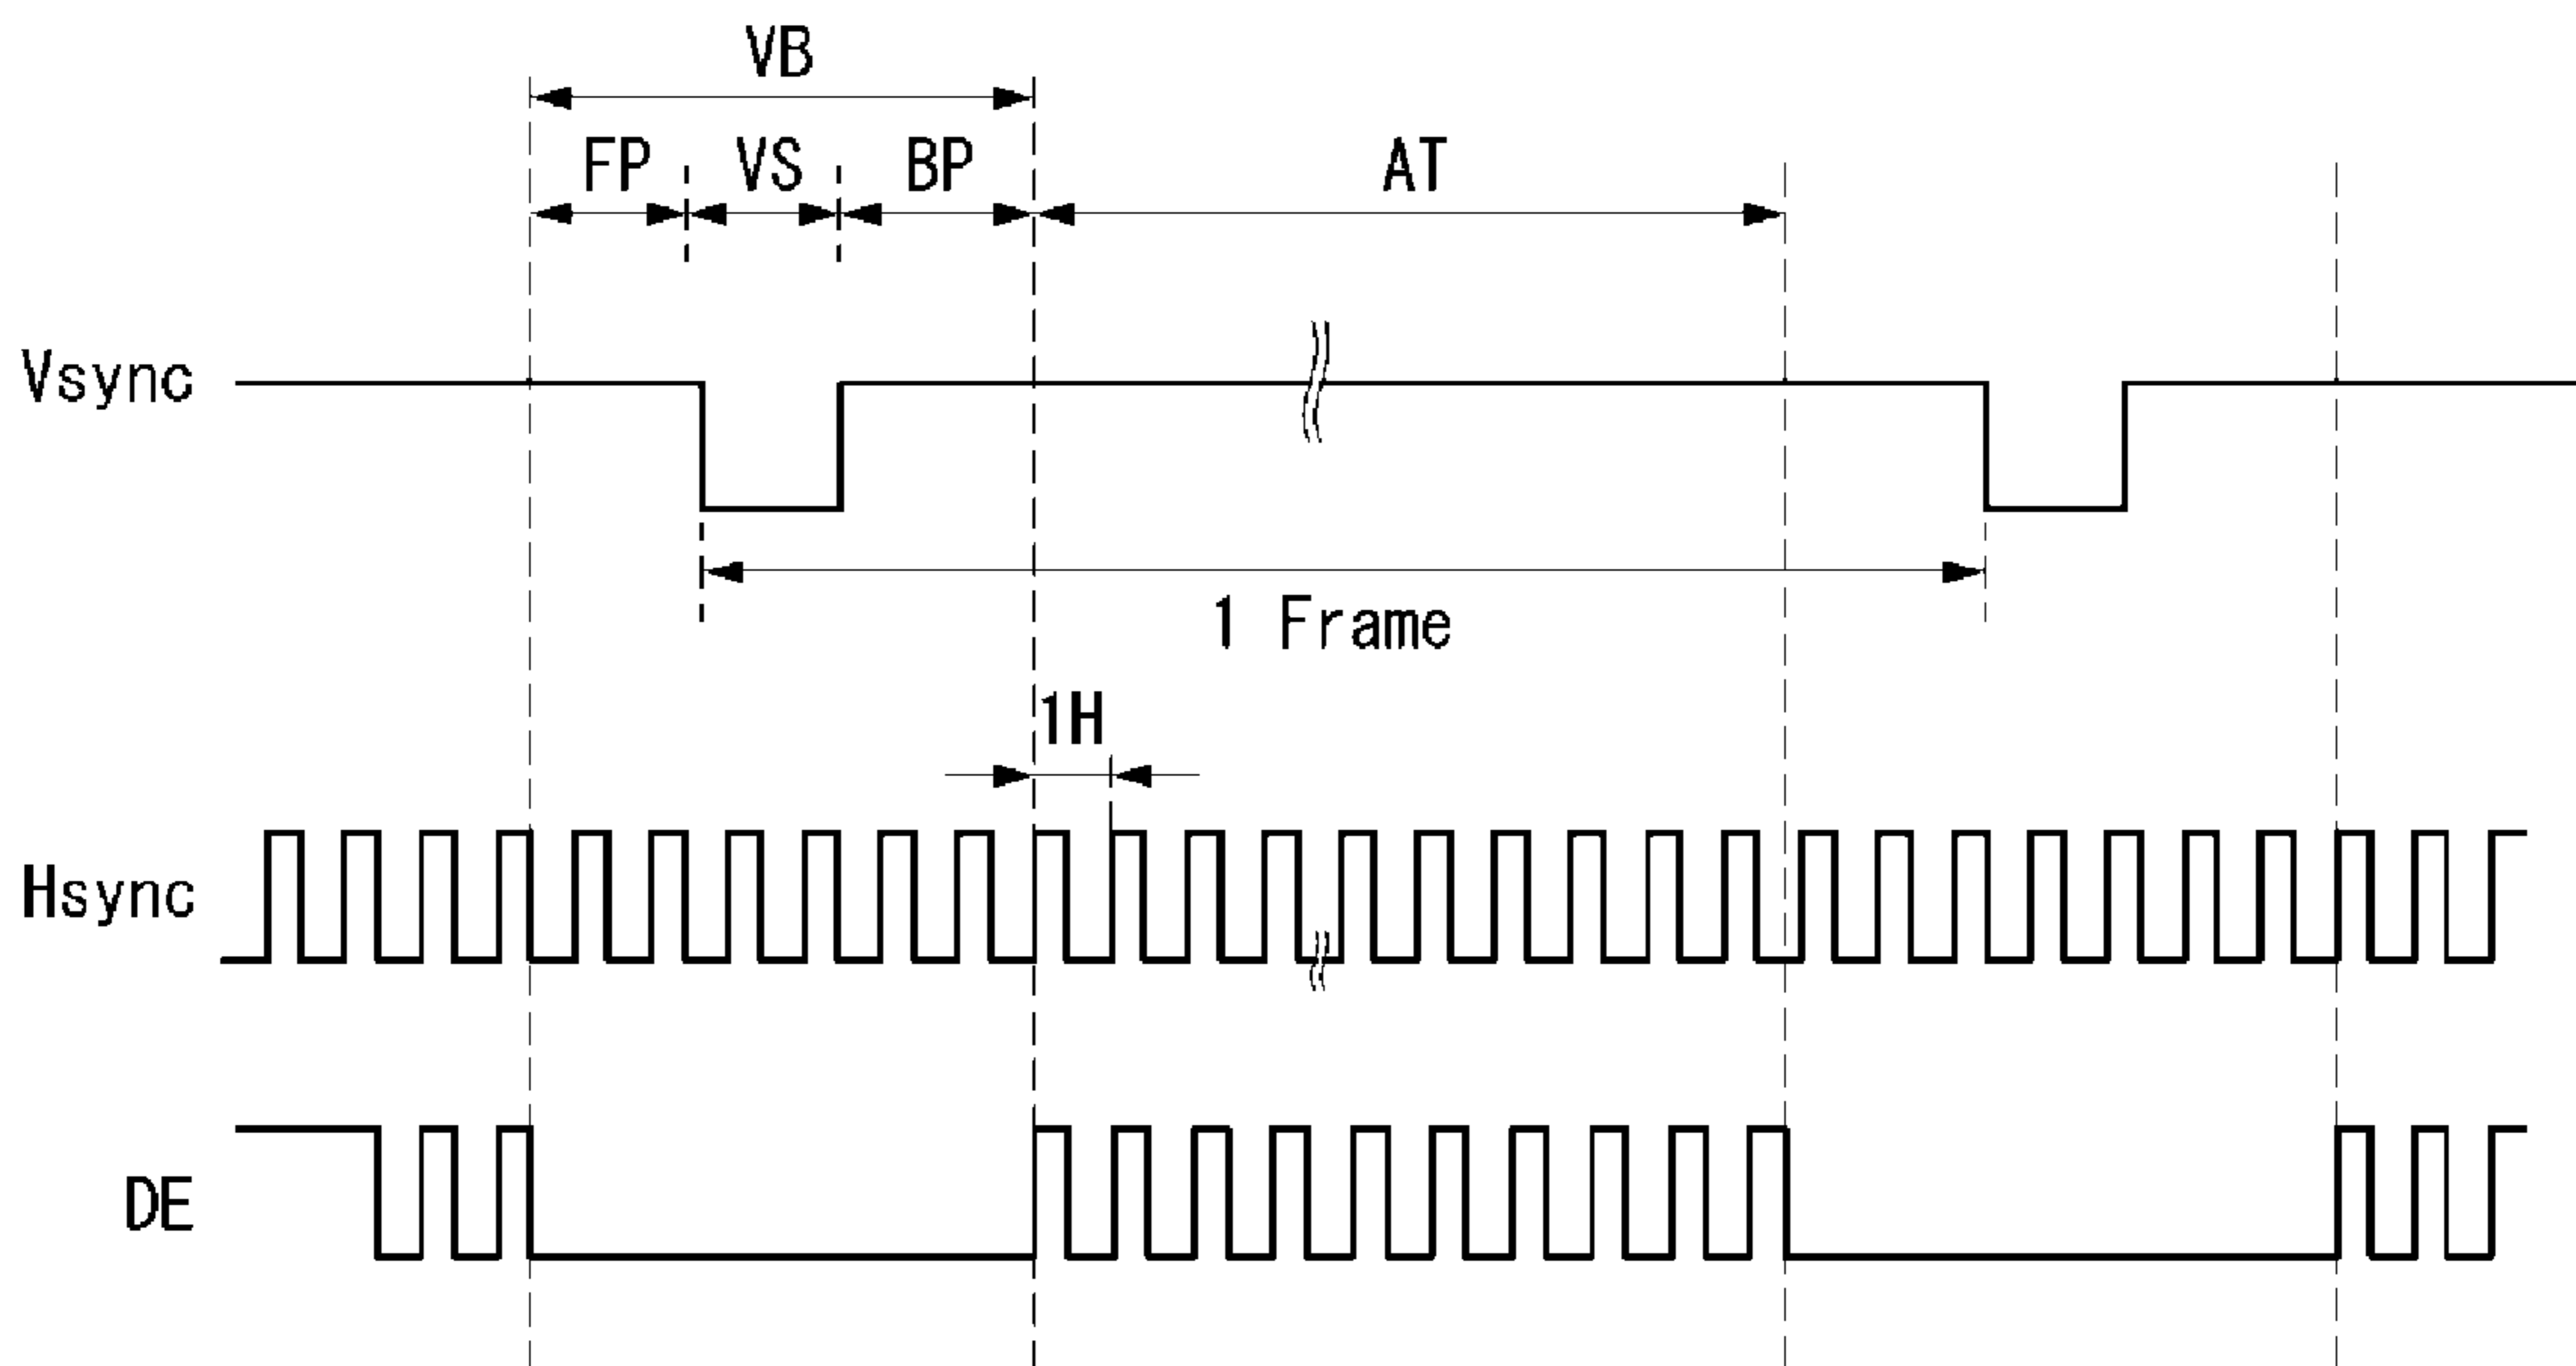 VB
FP VS BP AT
Vsync
1 Frame
1H
Hsync
DE